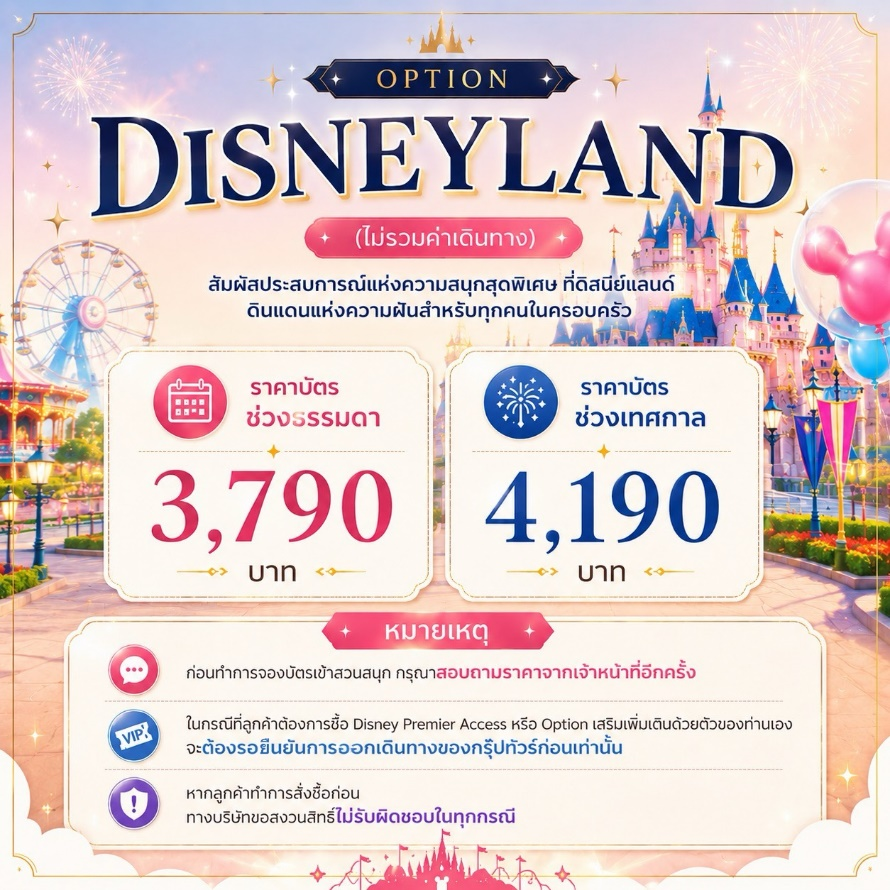 OPTION
DISNEYLAND
(ไม่รวมค่าเดินทาง)
สัมผัสประสบการณ์แห่งความสนุกสุดพิเศษ ที่ดิสนีย์แลนด์
ดินแดนแห่งความฝันสำหรับทุกคนในครอบครัว
ราคาบัตร
ช่วงธรรมดา
3,790
บาท
ราคาบัตร
ช่วงเทศกาล
4,190
บาท
หมายเหตุ
ก่อนทำการจองบัตรเข้าสวนสนุก กรุณาสอบถามราคาจากเจ้าหน้าที่อีกครั้ง
VIP
ในกรณีที่ลูกค้าต้องการซื้อ Disney Premier Access หรือ Option เสริมเพิ่มเติมด้วยตัวของท่านเอง
จะต้องรอยืนยันการออกเดินทางของกรุ๊ปทัวร์ก่อนเท่านั้น
หากลูกค้าทำการสั่งซื้อก่อน
ทางบริษัทขอสงวนสิทธิ์ไม่รับผิดชอบในทุกกรณี